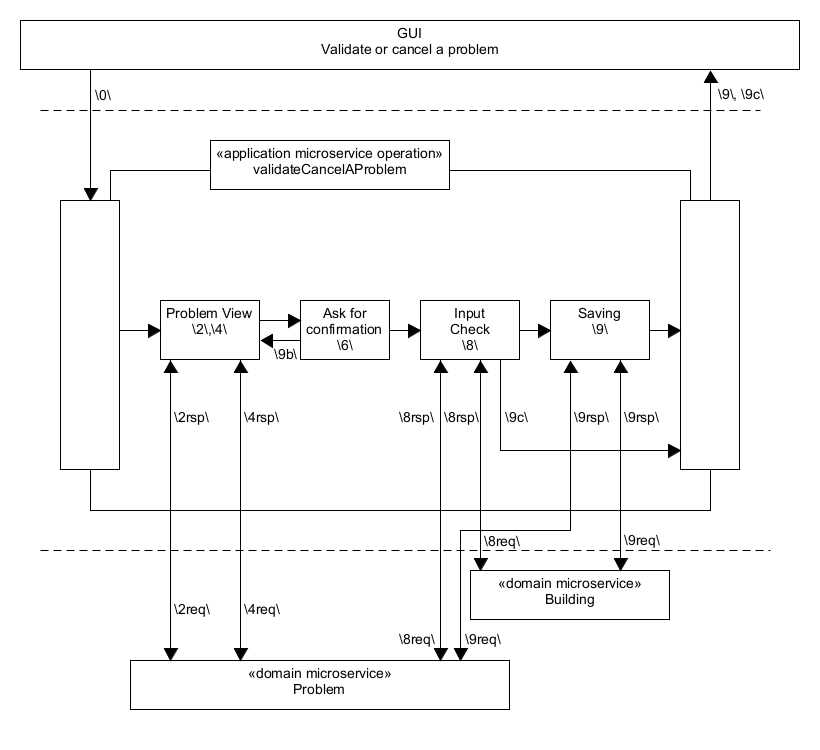 GUI
Validate or cancel a problem
\0\
\9\, \9c\
«application microservice operation»
validateCancelAProblem
Problem View
\2\,\4\
Ask for
confirmation
\6\
Input
Check
\8\
Saving
\9\
\9b\
\2rsp\
\4rsp\
\8rsp\
\8rsp\
\9c\
\9rsp\
\9rsp\
\8req\
\9req\
«domain microservice»
Building
\2req\
\4req\
\8req\
\9req\
«domain microservice»
Problem